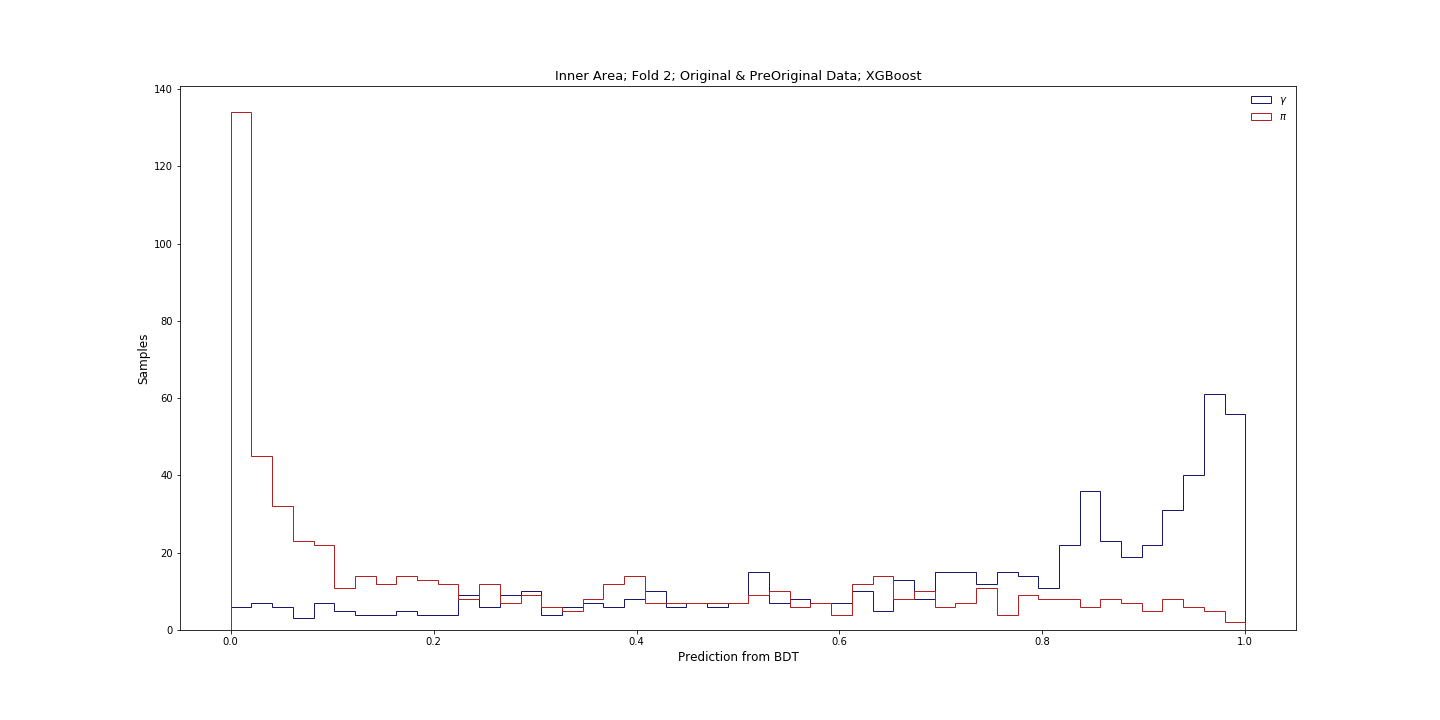 Inner Area; Fold 2; Original & PreOriginal Data; XGBoost
γ
π
140
120
100
80
60
40
20
0
Samples
0.0 0.2 0.4 0.6 0.8 1.0
Prediction from BDT